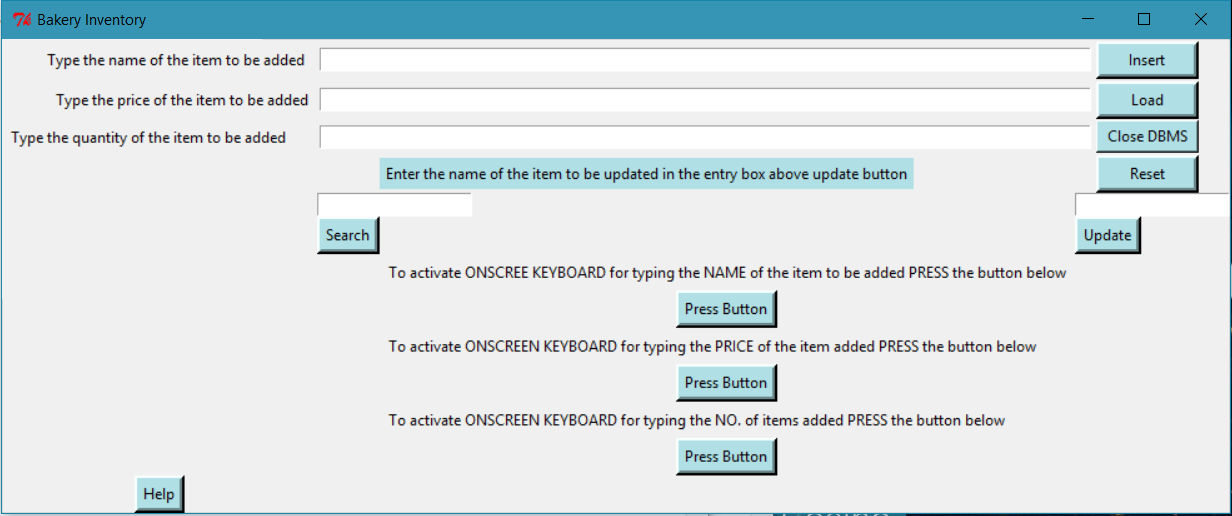 Bakery Inventory
Type the name of the item to be added
Insert
Type the price of the item to be added
Load
Type the quantity of the item to be added
Close DBMS
Enter the name of the item to be updated in the entry box above update button
Reset
Search
Update
To activate ONSCREE KEYBOARD for typing the NAME of the item to be added PRESS the button below
Press Button
To activate ONSCREEN KEYBOARD for typing the PRICE of the item added PRESS the button below
Press Button
To activate ONSCREEN KEYBOARD for typing the NO. of items added PRESS the button below
Press Button
Help